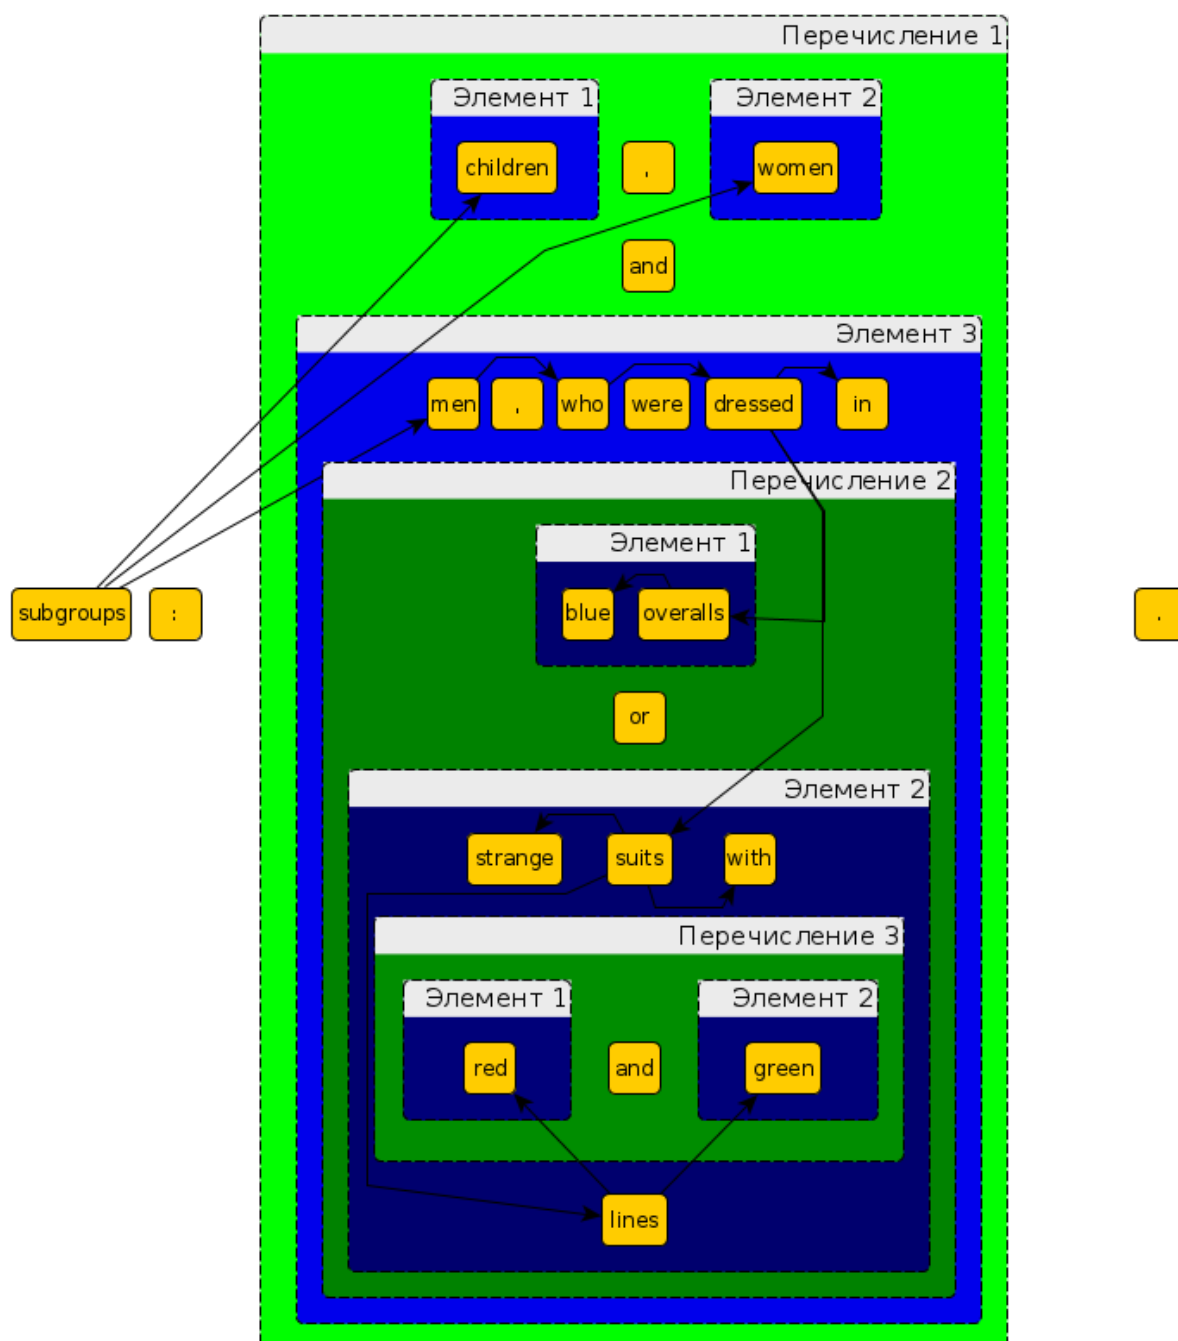 Перечисление 1
Элемент 1
Элемент 2
children , women
and
Элемент 3
men , who were dressed in
Перечисление 2
Элемент 1
subgroups : blue overalls .
or
Элемент 2
strange suits with
Перечисление 3
Элемент 1
Элемент 2
red and green
lines